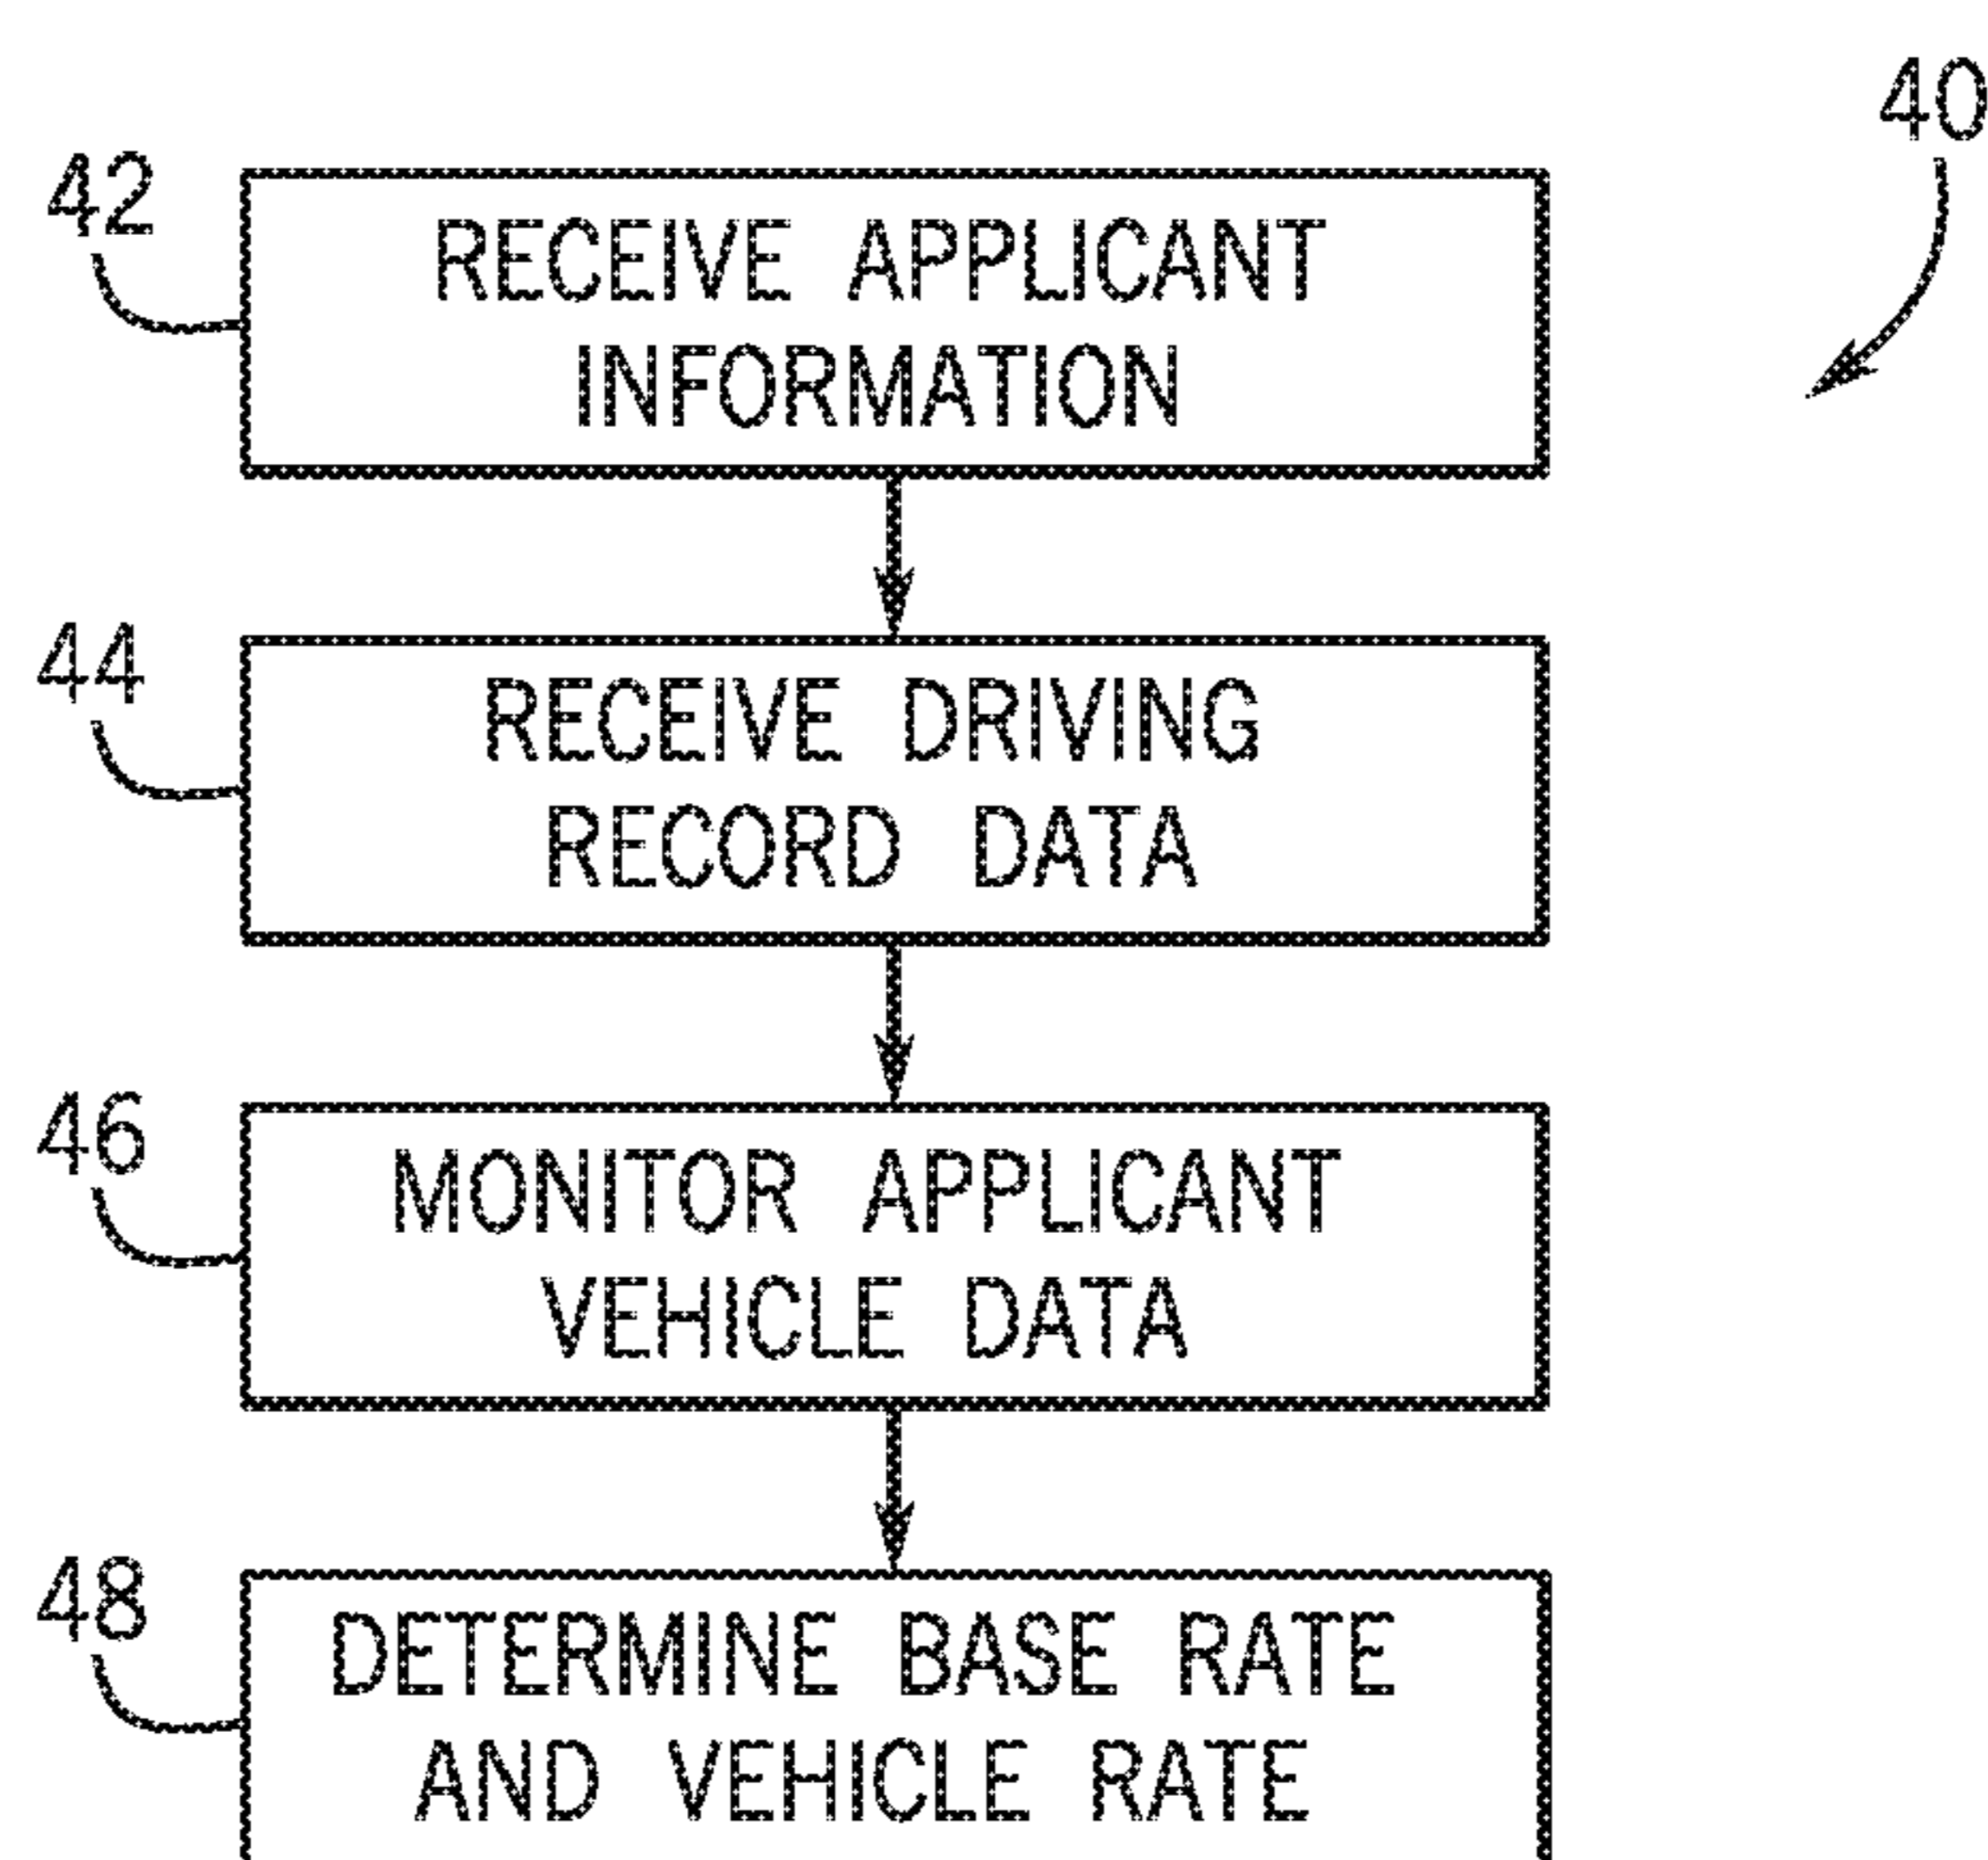 40
42
RECEIVE APPLICANT
INFORMATION
44
RECEIVE DRIVING
RECORD DATA
46
MONITOR APPLICANT
VEHICLE DATA
48
DETERMINE BASE RATE
AND VEHICLE RATE